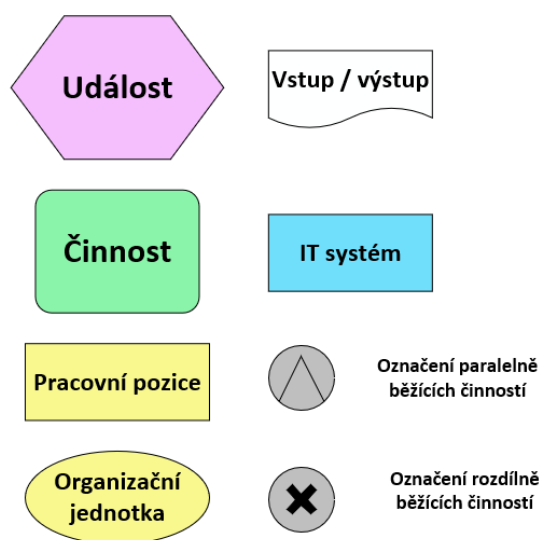 Událost
Vstup / výstup
Činnost
IT systém
Pracovní pozice
Označení paralelně
běžících činností
Organizační
jednotka
Označení rozdílně
běžících činností